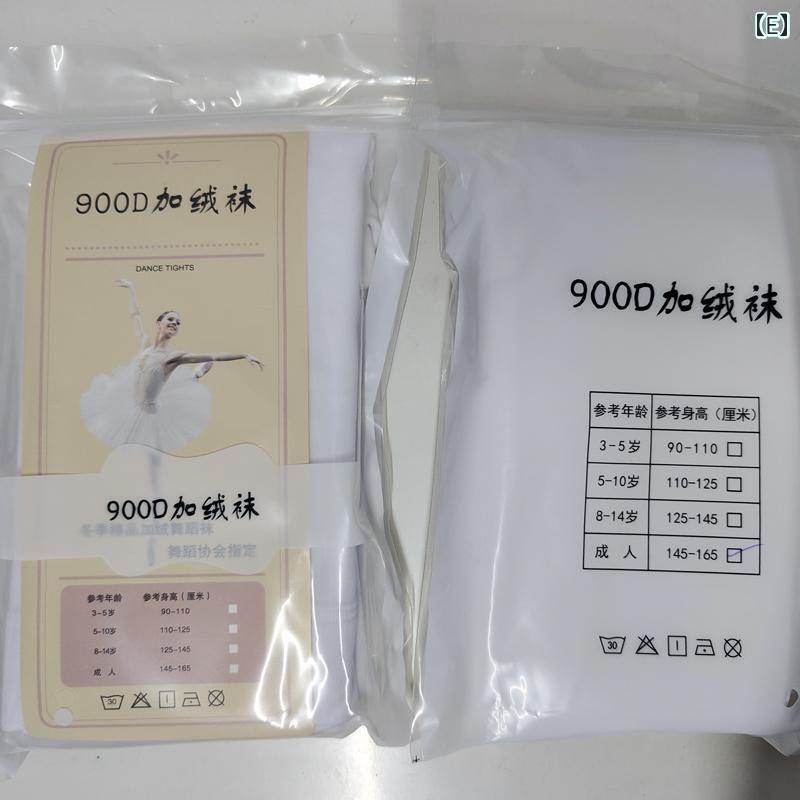 【E】
900D加绒袜
DANCE TIGHTS
900D加绒袜
冬季精品加绒舞蹈袜
舞蹈协会指定
参考年龄 参考身高（厘米）
3-5岁 90-110
5-10岁 110-125
8-14岁 125-145
成 人 145-165
30
900D加绒袜
参考年龄 参考身高（厘米）
3-5岁 90-110
5-10岁 110-125
8-14岁 125-145
成 人 145-165
30